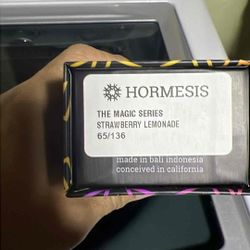 HORMESIS
THE MAGIC SERIES
STRAWBERRY LEMONADE
65/136
made in bali indonesia
conceived in california